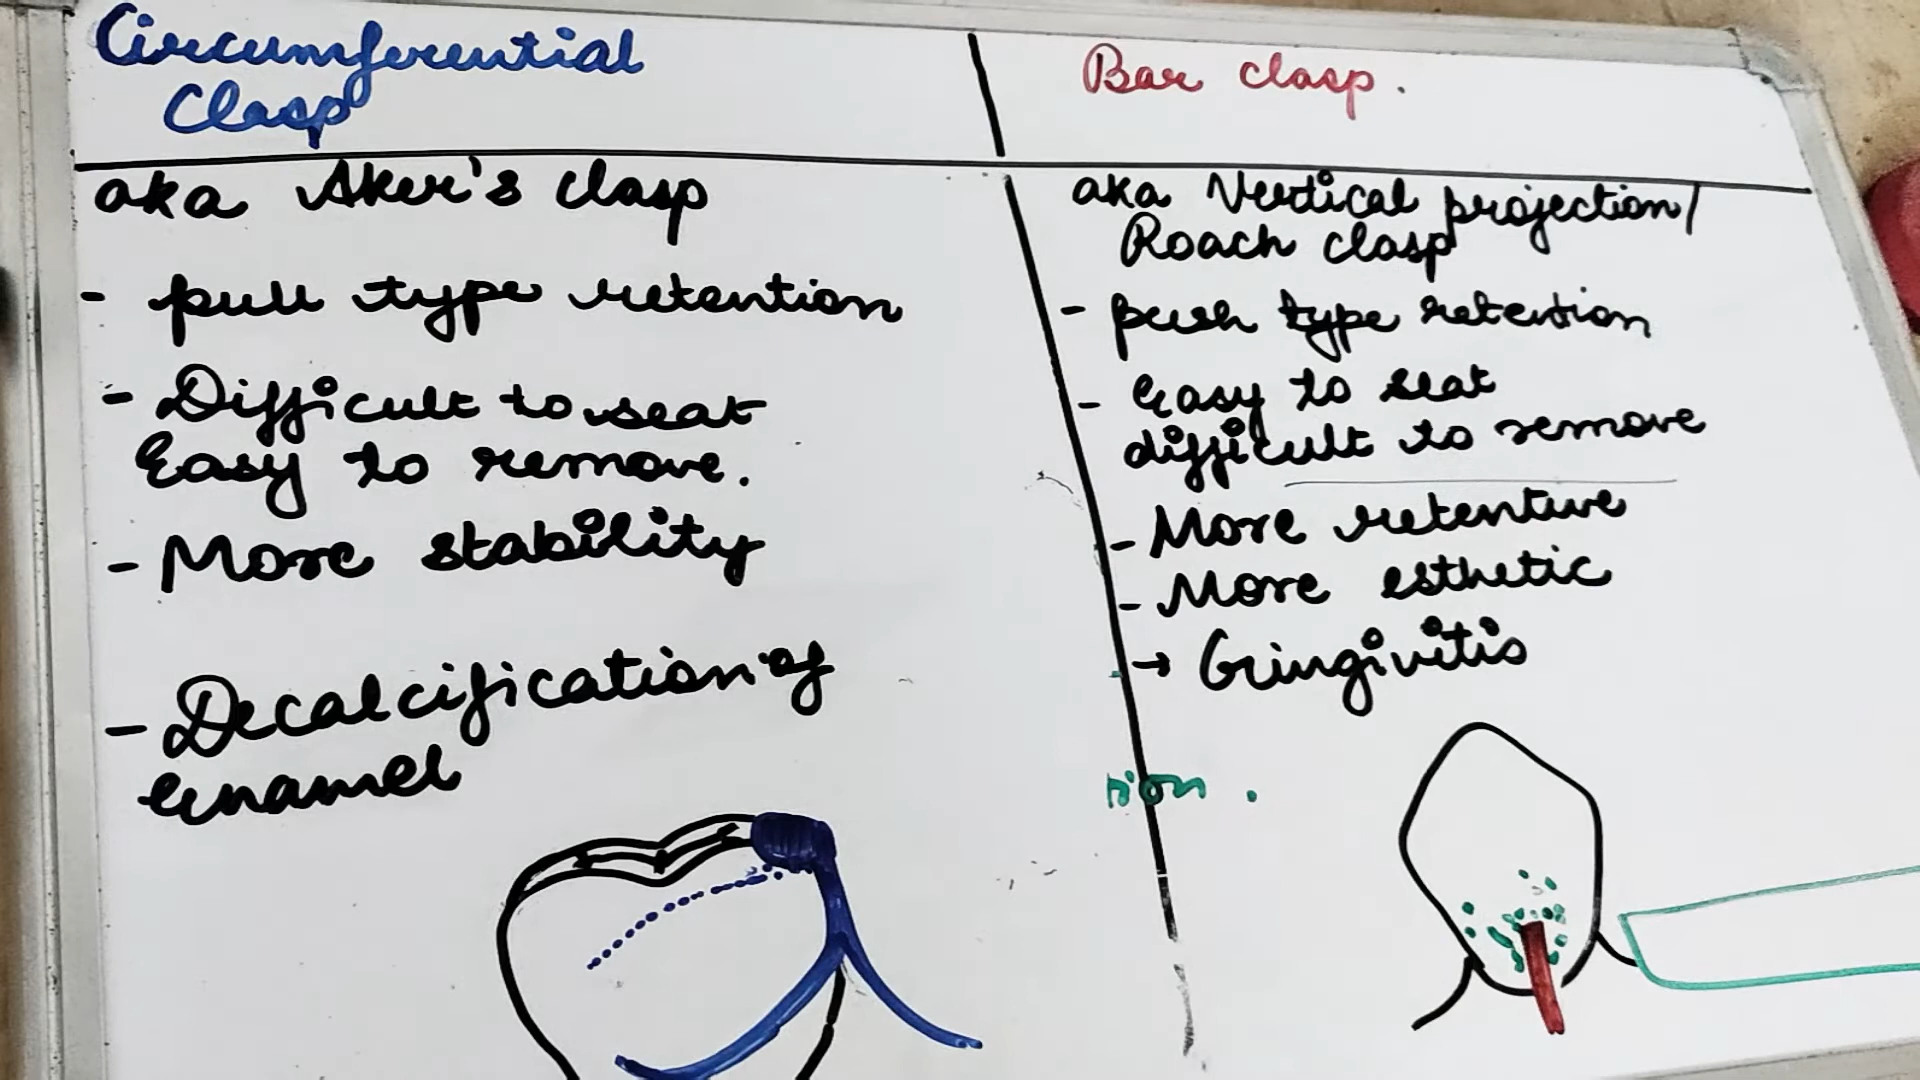 Circumferential
Clasp
aka Aker's clasp
- pull type retention
- Difficult to seat
Easy to remove.
- More stability
- Decalcification of
enamel
Bar clasp.
aka Vertical projection/
Roach clasp
- push type retention
- Easy to seat
difficult to remove
- More retentive
- More esthetic
→ Gingivitis
tion.